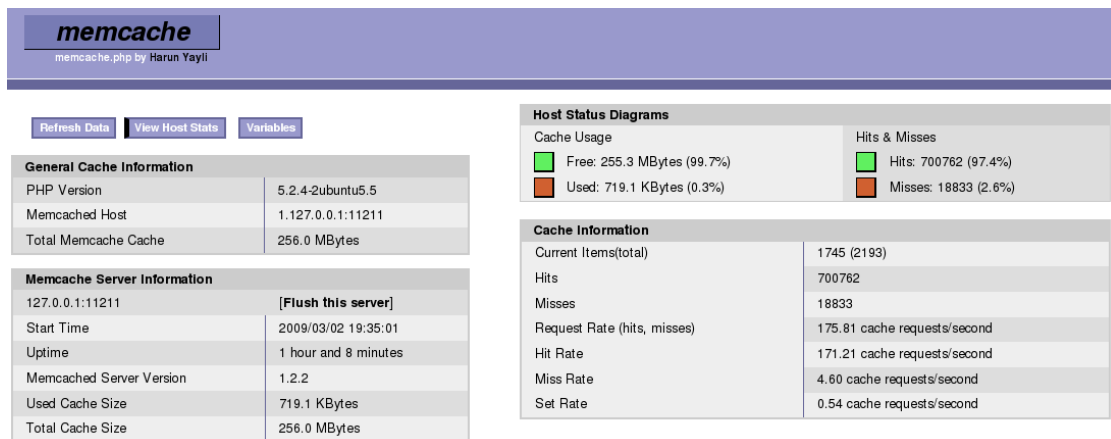 memcache
memcache.php by Harun Yayli
Refresh Data View Host Stats Variables
General Cache Information
PHP Version 5.2.4-2ubuntu5.5
Memcached Host 1.127.0.0.1:11211
Total Memcache Cache 256.0 MBytes
Memcache Server Information
127.0.0.1:11211 [Flush this server]
Start Time 2009/03/02 19:35:01
Uptime 1 hour and 8 minutes
Memcached Server Version 1.2.2
Used Cache Size 719.1 KBytes
Total Cache Size 256.0 MBytes
Host Status Diagrams
Cache Usage Hits & Misses
Free: 255.3 MBytes (99.7%) Hits: 700762 (97.4%)
Used: 719.1 KBytes (0.3%) Misses: 18833 (2.6%)
Cache Information
Current Items(total) 1745 (2193)
Hits 700762
Misses 18833
Request Rate (hits, misses) 175.81 cache requests/second
Hit Rate 171.21 cache requests/second
Miss Rate 4.60 cache requests/second
Set Rate 0.54 cache requests/second